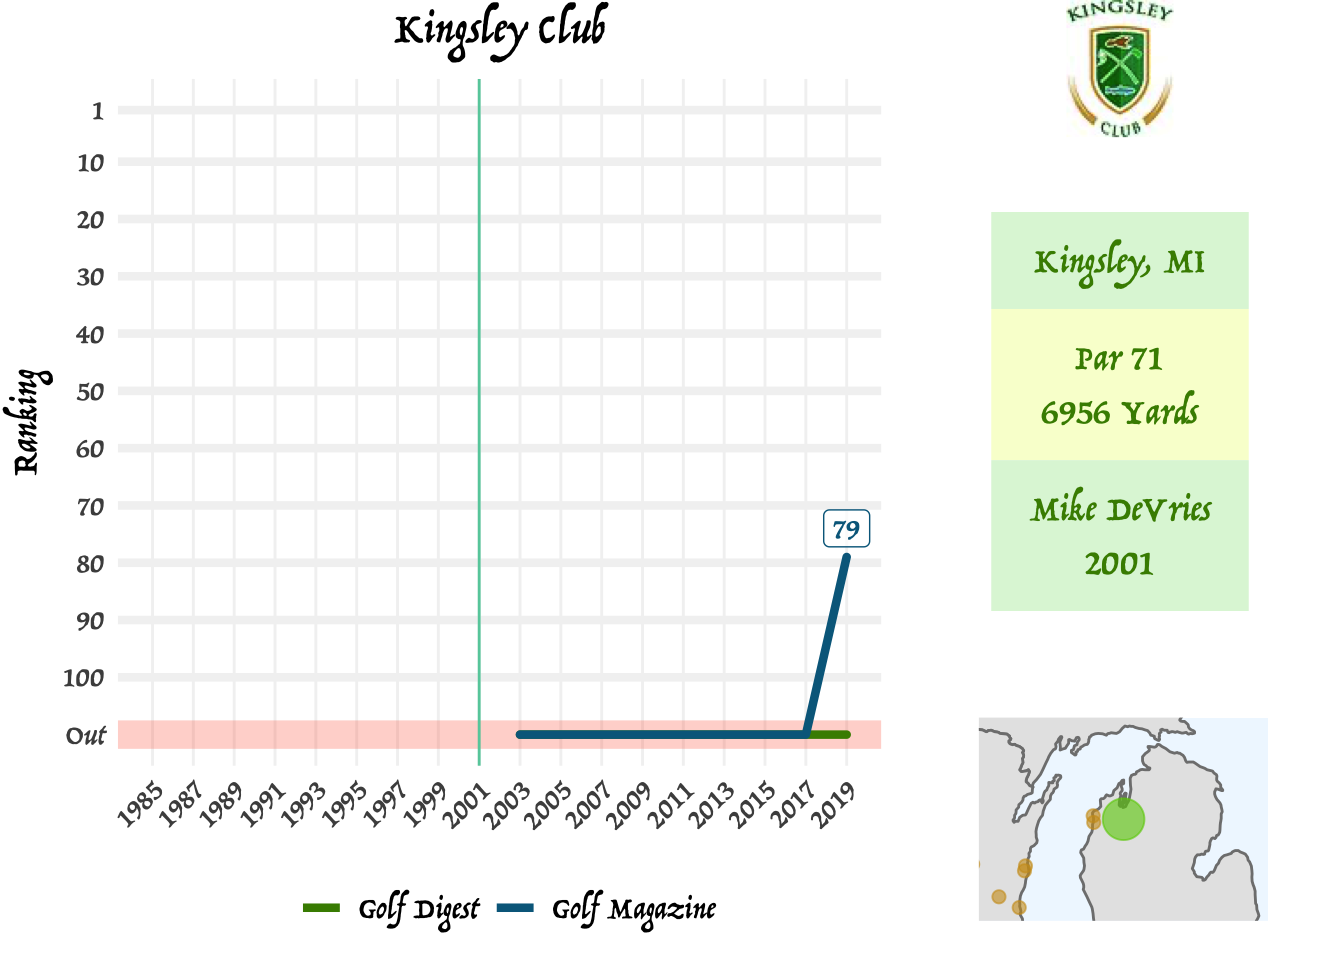 Kingsley Club
KINGSLEY
CLUB
Ranking
1
10
20
30
40
50
60
70
80
90
100
Out
79
1985
1987
1989
1991
1993
1995
1997
1999
2001
2003
2005
2007
2009
2011
2013
2015
2017
2019
Golf Digest
Golf Magazine
Kingsley, MI
Par 71
6956 Yards
Mike DeVries
2001